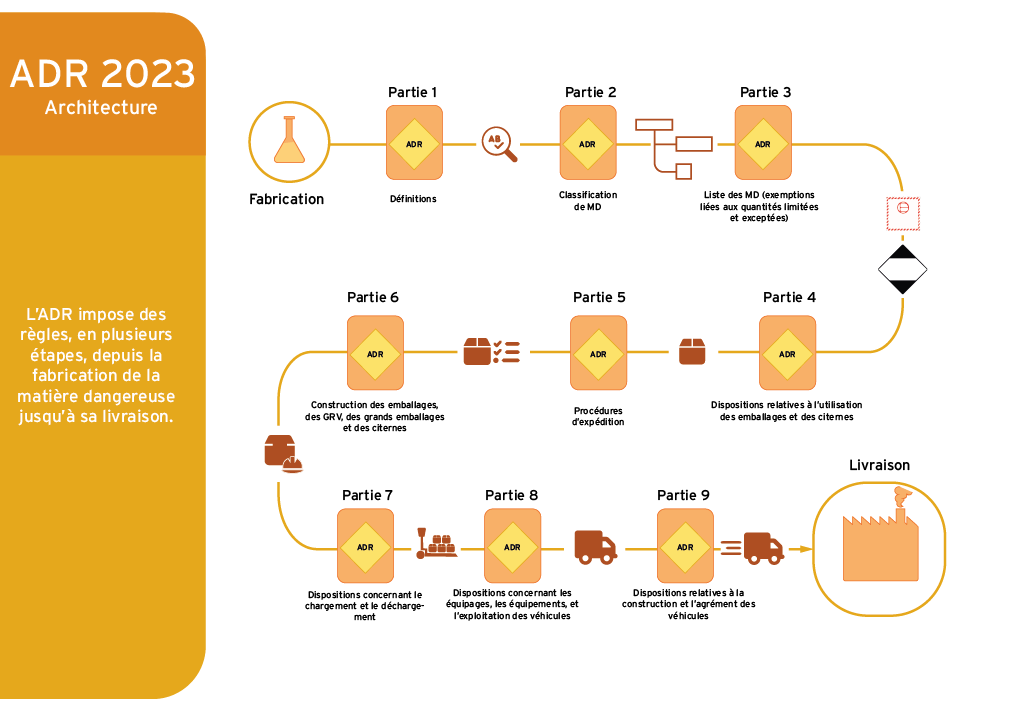 ADR 2023
Architecture
L'ADR impose des
règles, en plusieurs
étapes, depuis la
fabrication de la
matière dangereuse
jusqu'à sa livraison.
Fabrication
Partie 1
ADR
Définitions
AB
Partie 2
ADR
Classification
de MD
Partie 3
ADR
Liste des MD (exemptions
liées aux quantités limitées
et exceptées)
Partie 4
ADR
Dispositions relatives à l'utilisation
des emballages et des citernes
Partie 5
ADR
Procédures
d'expédition
Partie 6
ADR
Construction des emballages,
des GRV, des grands emballages
et des citernes
Partie 7
ADR
Dispositions concernant le
chargement et le décharge-
ment
Partie 8
ADR
Dispositions concernant les
équipages, les équipements, et
l'exploitation des véhicules
Partie 9
ADR
Dispositions relatives à la
construction et l'agrément des
véhicules
Livraison